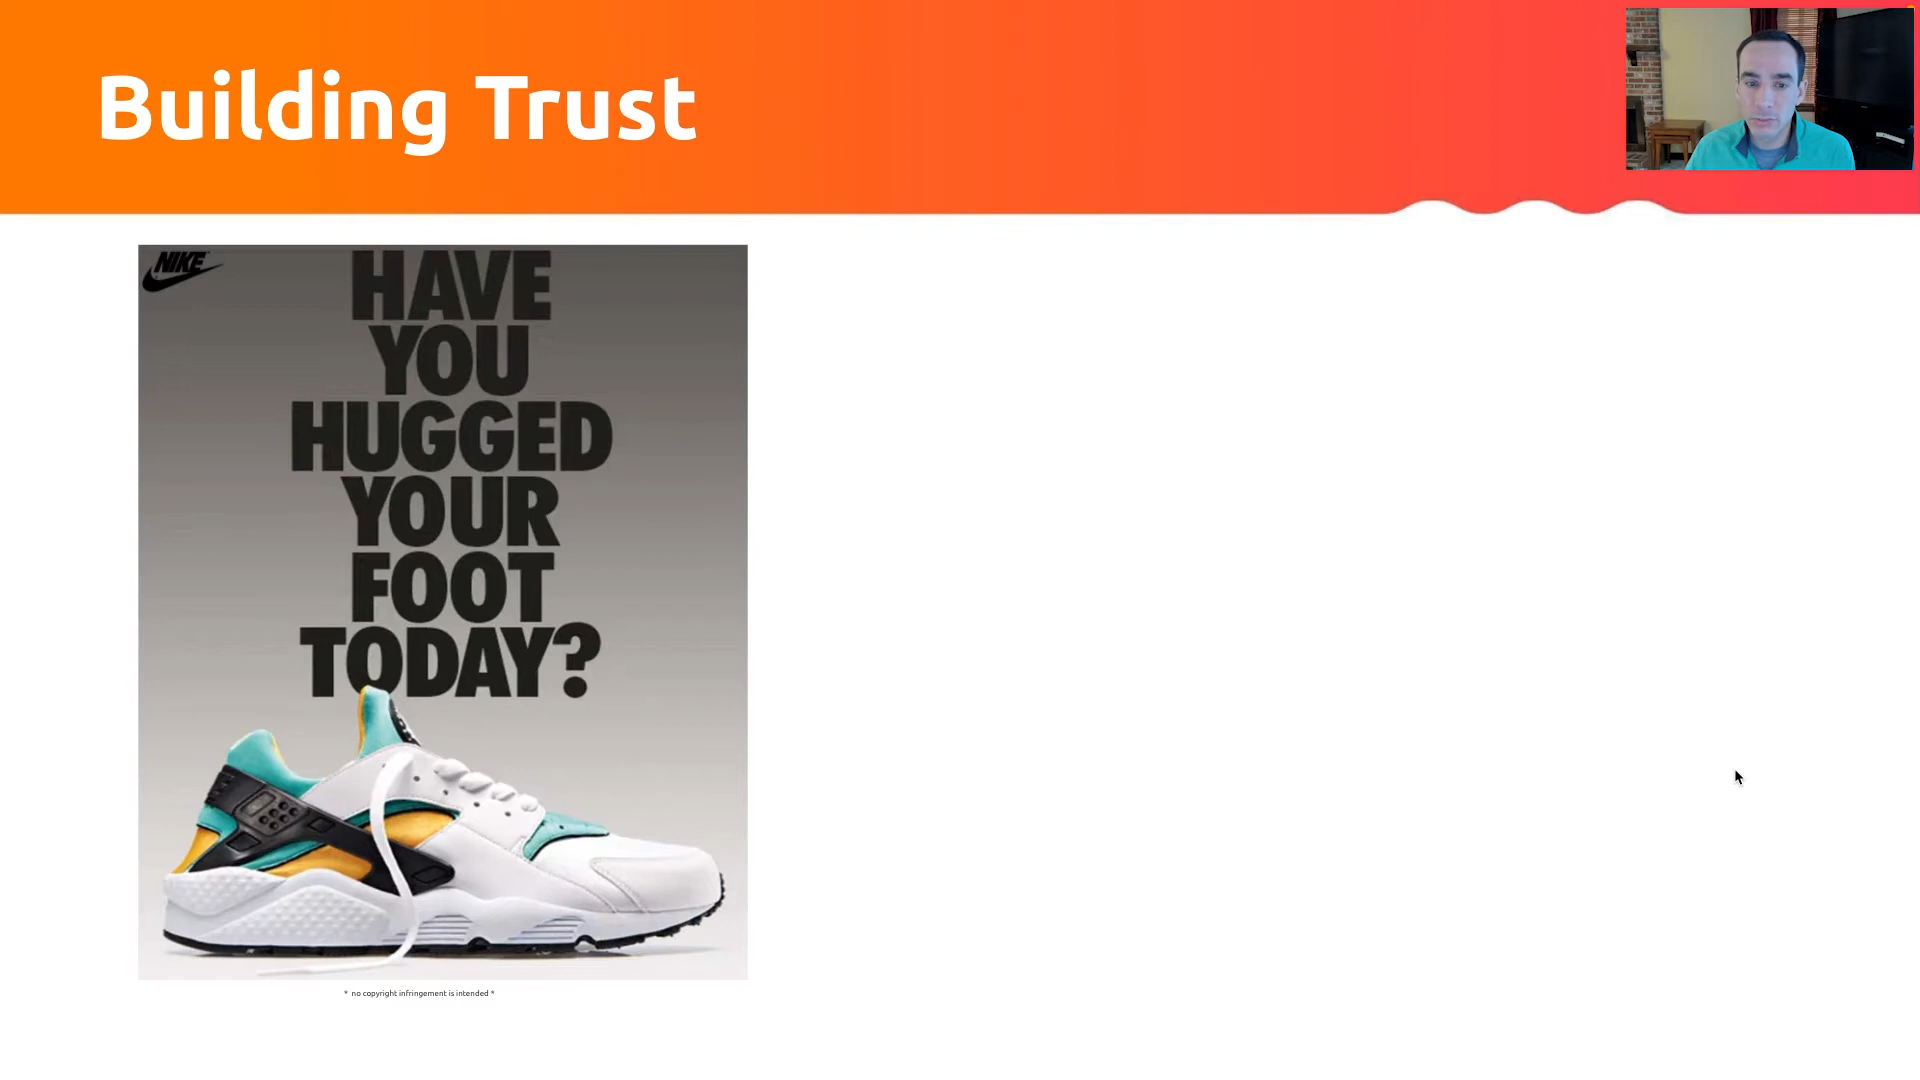 Building Trust
NIKE
HAVE
YOU
HUGGED
YOUR
FOOT
TODAY?
* no copyright infringement is intended *